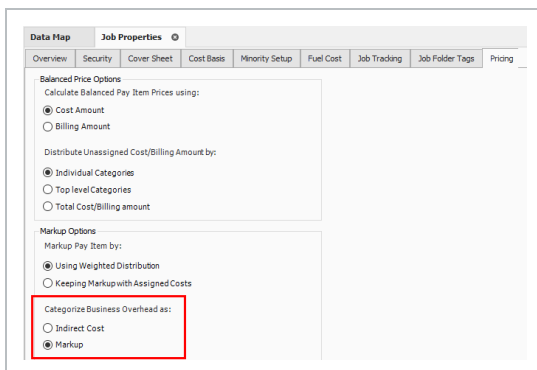 Data Map Job Properties
Overview Security Cover Sheet Cost Basis Minority Setup Fuel Cost Job Tracking Job Folder Tags Pricing
Balanced Price Options
Calculate Balanced Pay Item Prices using:
Cost Amount
Billing Amount
Distribute Unassigned Cost/Billing Amount by:
Individual Categories
Top level Categories
Total Cost/Billing amount
Markup Options
Markup Pay Item by:
Using Weighted Distribution
Keeping Markup with Assigned Costs
Categorize Business Overhead as:
Indirect Cost
Markup